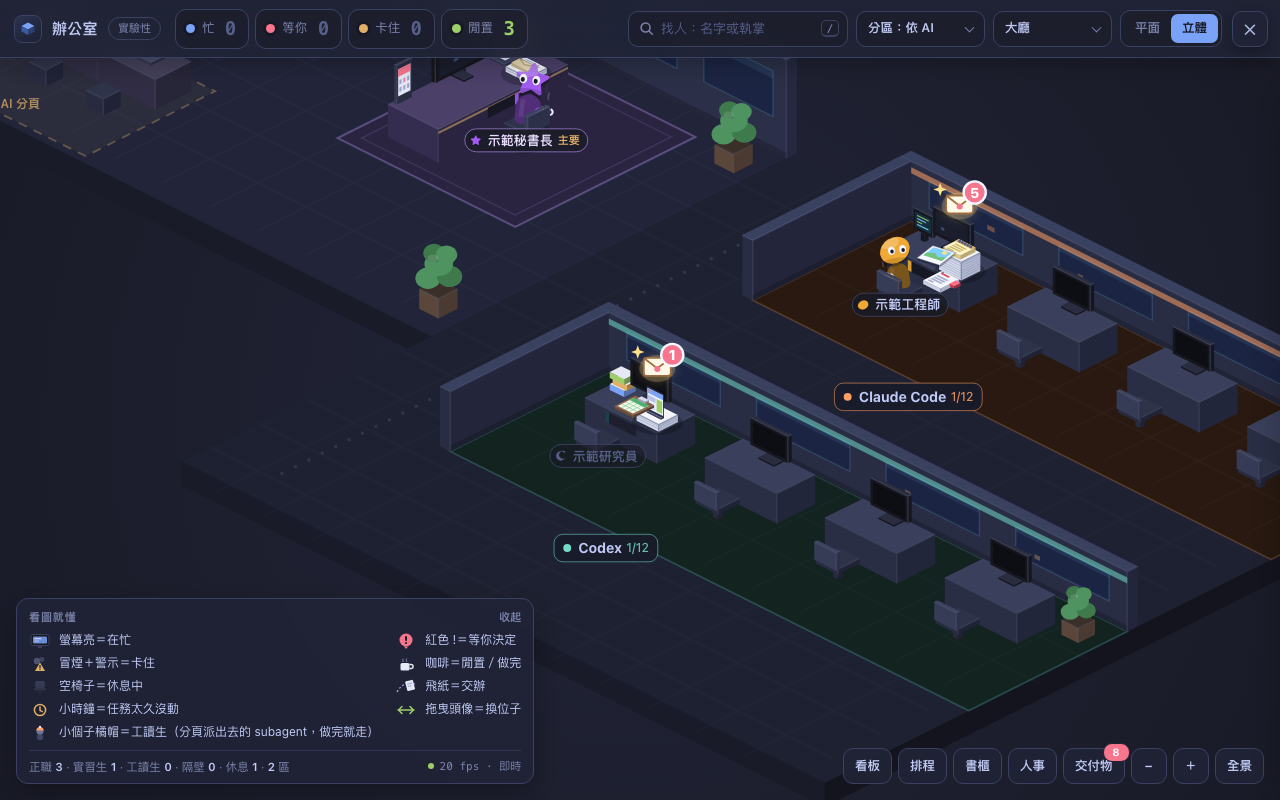 辦公室 實驗性 忙 0 等你 0 卡住 0 閒置 3 找人：名字或執掌 / 分區：依 AI 大廳 平面 立體
AI 分頁
示範秘書長 主要
5
示範工程師
1
Claude Code 1/12
示範研究員
Codex 1/12
看圖就懂 收起
螢幕亮＝在忙 紅色 !＝等你決定
冒煙＋警示＝卡住 咖啡＝閒置 / 做完
空椅子＝休息中 飛紙＝交辦
小時鐘＝任務太久沒動 拖曳頭像＝換位子
小個子橘帽＝工讀生（分頁派出去的 subagent，做完就走）
正職 3 · 實習生 1 · 工讀生 0 · 隔壁 0 · 休息 1 · 2 區 20 fps · 即時
看板 排程 書櫃 人事 交付物 8 − + 全景